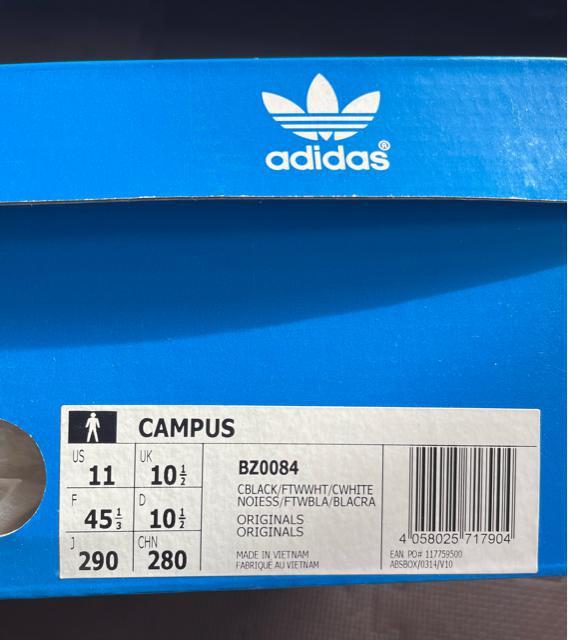 adidas®
CAMPUS
US 11 UK 10½
F 45⅓ D 10½
J 290 CHN 280
BZ0084
CBLACK/FTWWHT/CWHITE
NOIESS/FTWBLA/BLACRA
ORIGINALS
ORIGINALS
MADE IN VIETNAM
FABRIQUÉ AU VIETNAM
4 058025 717904
EAN PO# 117759500
ABSBOX/0314/V10